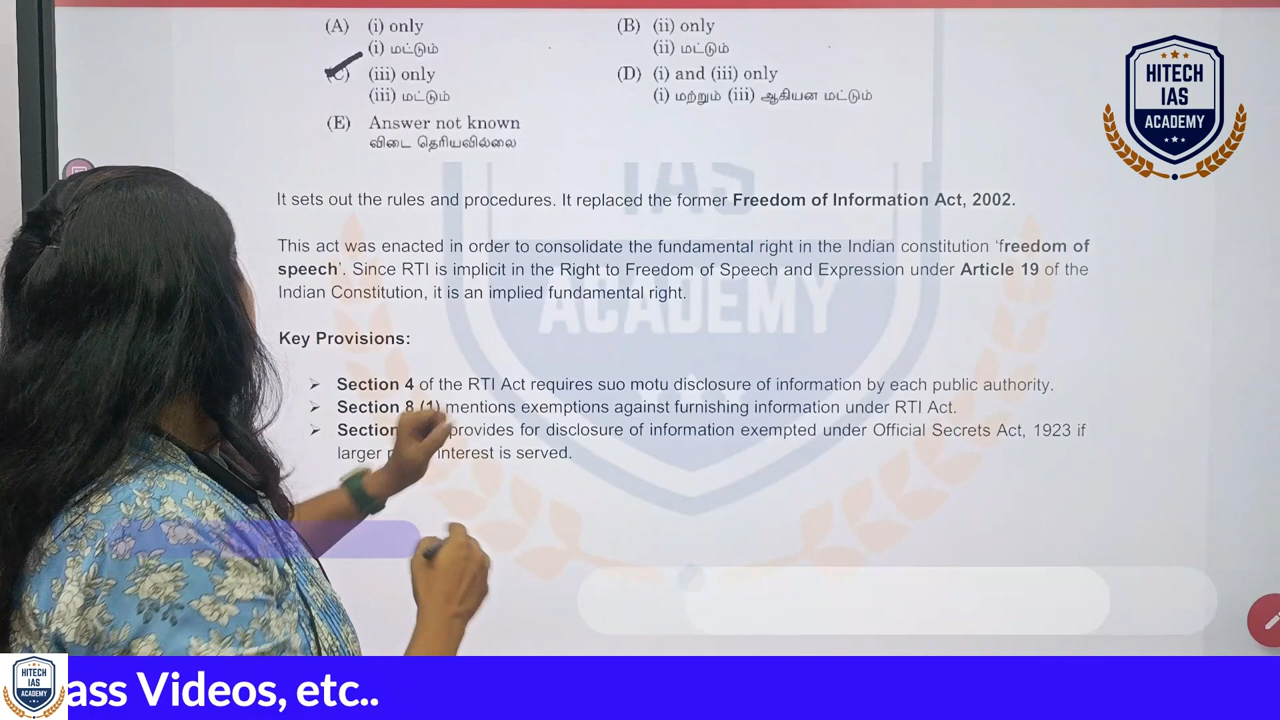 (A) (i) only (B) (ii) only
(i) மட்டும் (ii) மட்டும்
(C) (iii) only (D) (i) and (iii) only
(iii) மட்டும் (i) மற்றும் (iii) ஆகியன மட்டும்
(E) Answer not known
விடை தெரியவில்லை
HITECH
IAS
ACADEMY
IAS
ACADEMY
It sets out the rules and procedures. It replaced the former Freedom of Information Act, 2002.
This act was enacted in order to consolidate the fundamental right in the Indian constitution ‘freedom of
speech’. Since RTI is implicit in the Right to Freedom of Speech and Expression under Article 19 of the
Indian Constitution, it is an implied fundamental right.
Key Provisions:
➢ Section 4 of the RTI Act requires suo motu disclosure of information by each public authority.
➢ Section 8 (1) mentions exemptions against furnishing information under RTI Act.
➢ Section provides for disclosure of information exempted under Official Secrets Act, 1923 if
larger interest is served.
HITECH
IAS
ACADEMY
ass Videos, etc..